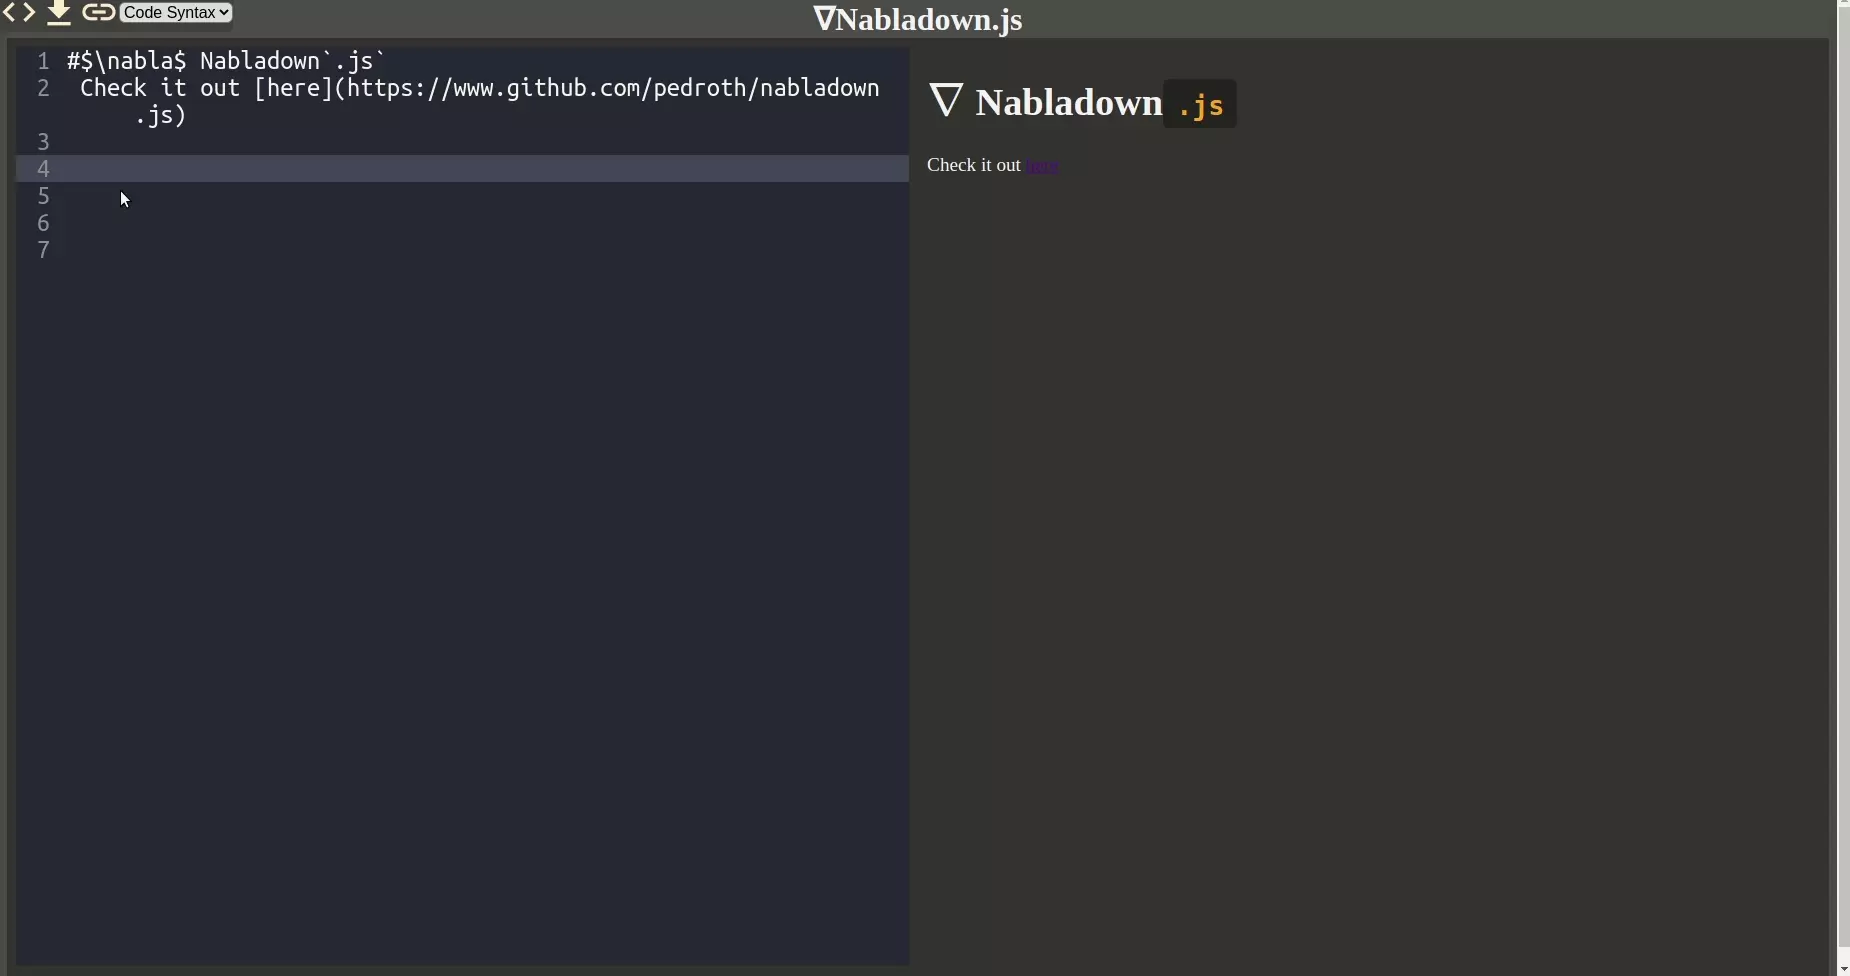 Code Syntax
∇Nabladown.js
1 #$\nabla$ Nabladown`.js`
2 Check it out [here](https://www.github.com/pedroth/nabladown
.js)
3
4
5
6
7
∇ Nabladown .js
Check it out here